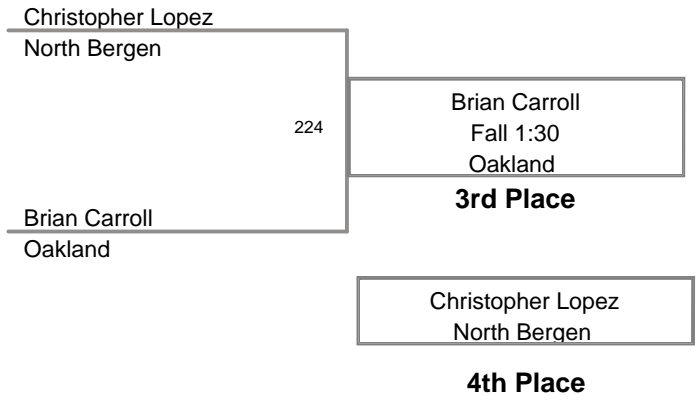 Christopher Lopez
North Bergen
224
Brian Carroll
Fall 1:30
Oakland
3rd Place
Brian Carroll
Oakland
Christopher Lopez
North Bergen
4th Place